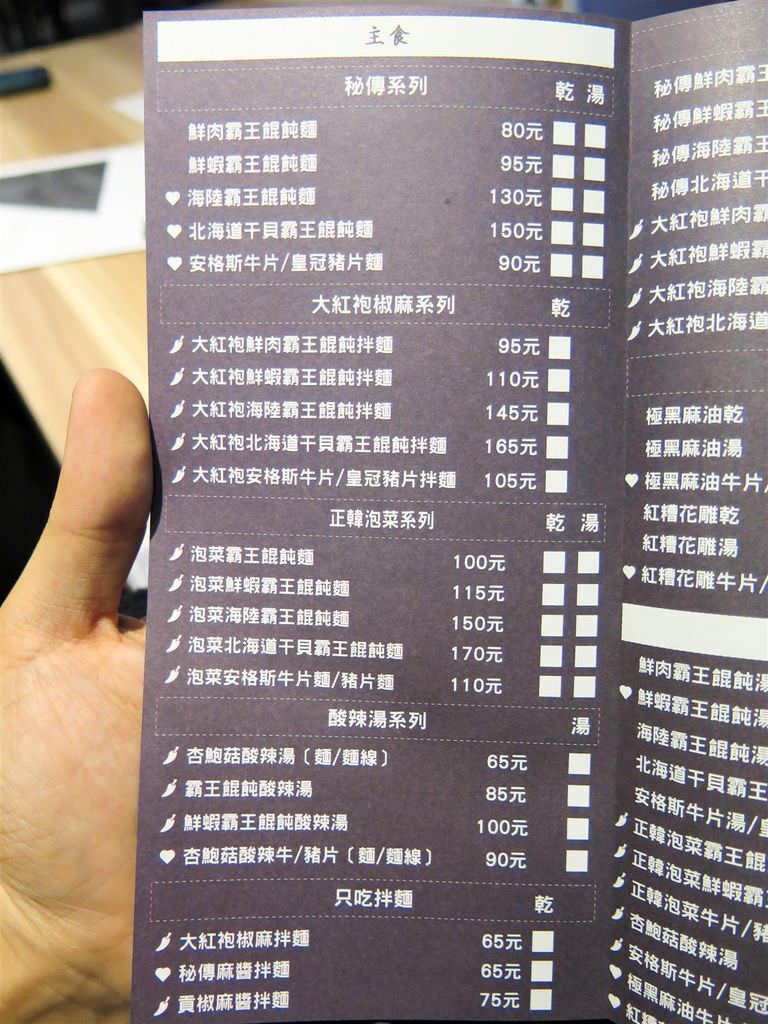 主食
秘傳系列 乾 湯
鮮肉霸王餛飩麵 80元
鮮蝦霸王餛飩麵 95元
海陸霸王餛飩麵 130元
北海道干貝霸王餛飩麵 150元
安格斯牛片/皇冠豬片麵 90元
大紅袍椒麻系列 乾
大紅袍鮮肉霸王餛飩拌麵 95元
大紅袍鮮蝦霸王餛飩拌麵 110元
大紅袍海陸霸王餛飩拌麵 145元
大紅袍北海道干貝霸王餛飩拌麵 165元
大紅袍安格斯牛片/皇冠豬片拌麵 105元
正韓泡菜系列 乾 湯
泡菜霸王餛飩麵 100元
泡菜鮮蝦霸王餛飩麵 115元
泡菜海陸霸王餛飩麵 150元
泡菜北海道干貝霸王餛飩麵 170元
泡菜安格斯牛片麵/豬片麵 110元
酸辣湯系列 湯
杏鮑菇酸辣湯〔麵/麵線〕 65元
霸王餛飩酸辣湯 85元
鮮蝦霸王餛飩酸辣湯 100元
杏鮑菇酸辣牛/豬片〔麵/麵線〕 90元
只吃拌麵 乾
大紅袍椒麻拌麵 65元
秘傳麻醬拌麵 65元
貢椒麻醬拌麵 75元
秘傳鮮肉霸王
秘傳鮮蝦霸王
秘傳海陸霸王
秘傳北海道干
大紅袍鮮肉霸
大紅袍鮮蝦霸
大紅袍海陸霸
大紅袍北海道
極黑麻油乾
極黑麻油湯
極黑麻油牛片/
紅糟花雕乾
紅糟花雕湯
紅糟花雕牛片/
鮮肉霸王餛飩湯
鮮蝦霸王餛飩湯
海陸霸王餛飩湯
北海道干貝霸王
安格斯牛片湯/皇
正韓泡菜霸王餛
正韓泡菜鮮蝦霸
正韓泡菜牛片/豬
杏鮑菇酸辣湯
安格斯牛片/皇冠
極黑麻油牛片/
紅糟花雕牛片